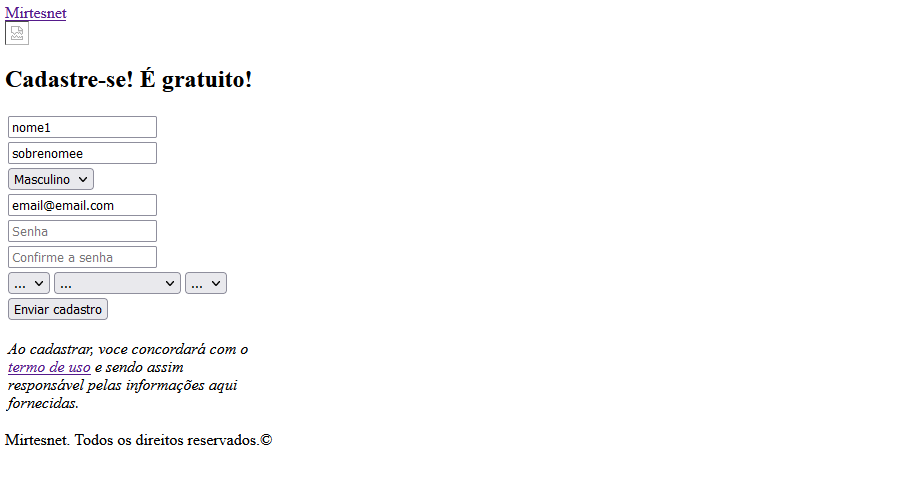 Mirtesnet
Cadastre-se! É gratuito!
nome1
sobrenomee
Masculino
email@email.com
Senha
Confirme a senha
... ... ...
Enviar cadastro
Ao cadastrar, voce concordará com o
termo de uso e sendo assim
responsável pelas informações aqui
fornecidas.
Mirtesnet. Todos os direitos reservados.©